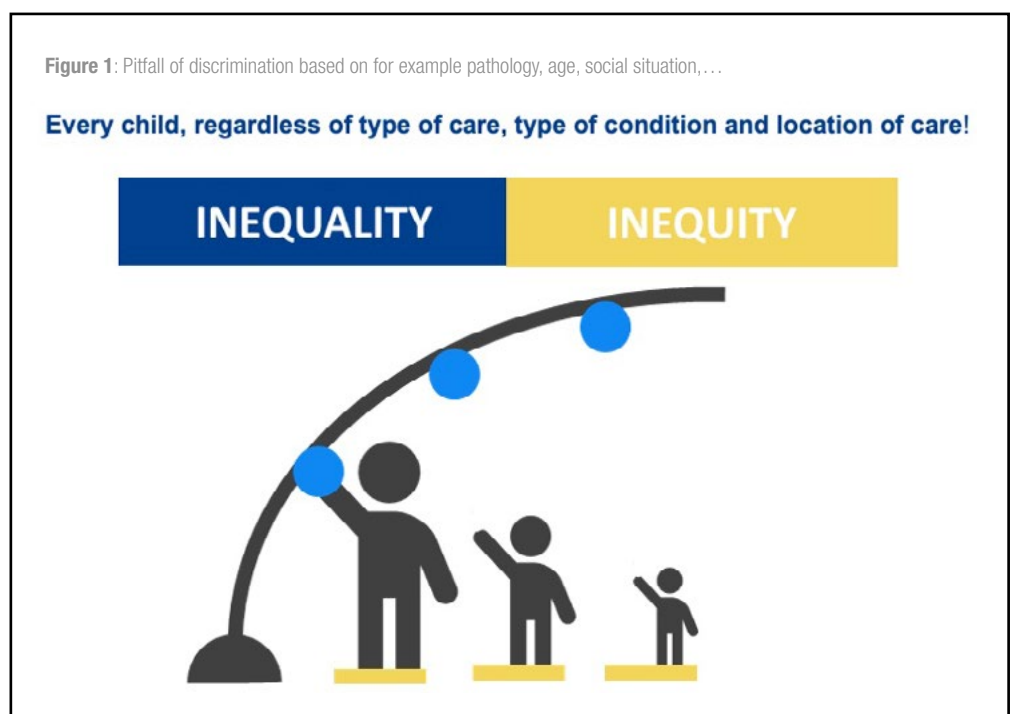 Figure 1: Pitfall of discrimination based on for example pathology, age, social situation,…
Every child, regardless of type of care, type of condition and location of care!
INEQUALITY
INEQUITY